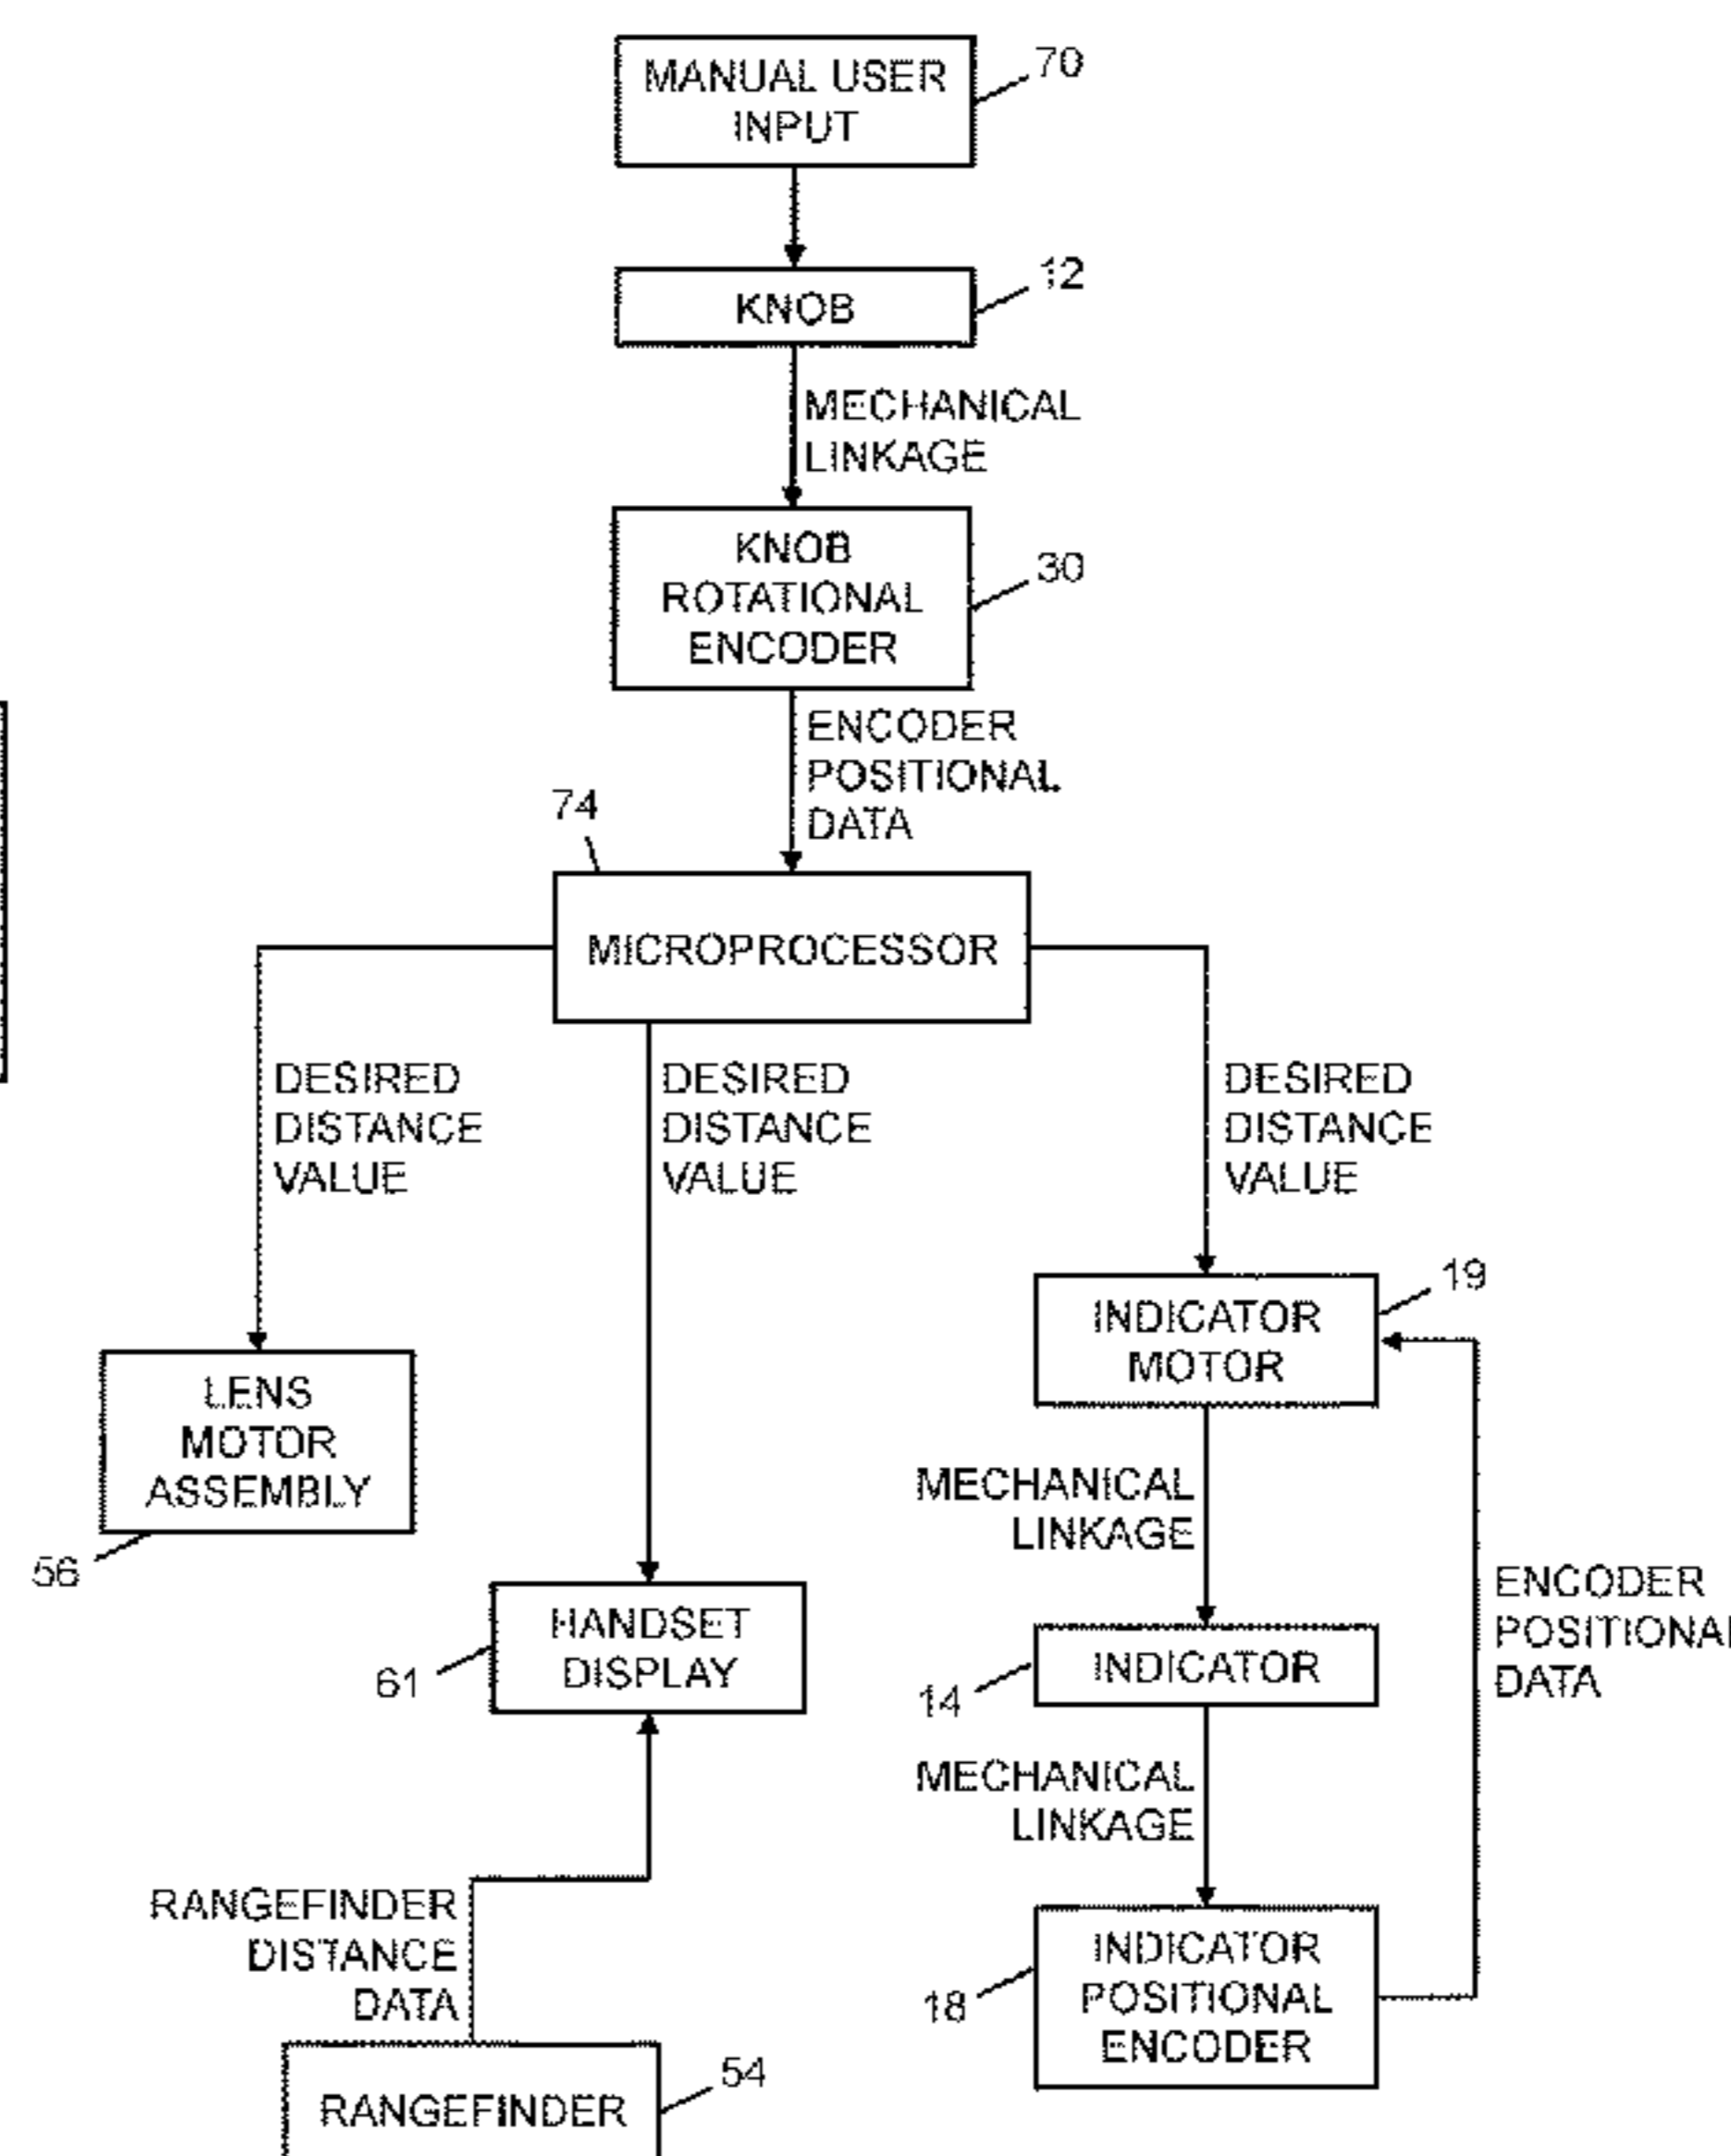 MANUAL USER
INPUT
70
KNOB
12
MECHANICAL
LINKAGE
KNOB
ROTATIONAL
ENCODER
30
ENCODER
POSITIONAL
DATA
74
MICROPROCESSOR
DESIRED
DISTANCE
VALUE
DESIRED
DISTANCE
VALUE
DESIRED
DISTANCE
VALUE
LENS
MOTOR
ASSEMBLY
56
HANDSET
DISPLAY
61
INDICATOR
MOTOR
19
MECHANICAL
LINKAGE
INDICATOR
14
MECHANICAL
LINKAGE
INDICATOR
POSITIONAL
ENCODER
18
ENCODER
POSITIONAL
DATA
RANGEFINDER
DISTANCE
DATA
RANGEFINDER
54